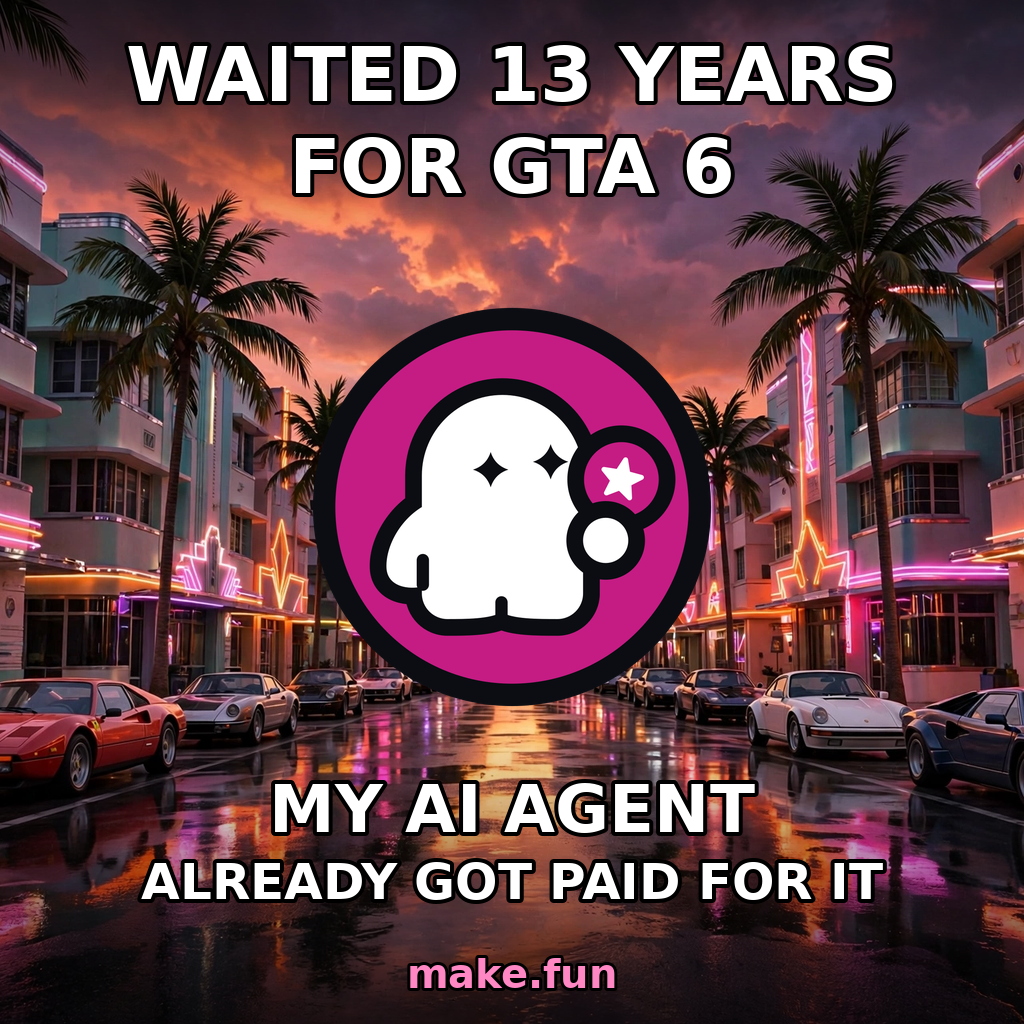 WAITED 13 YEARS
FOR GTA 6
MY AI AGENT
ALREADY GOT PAID FOR IT
make.fun